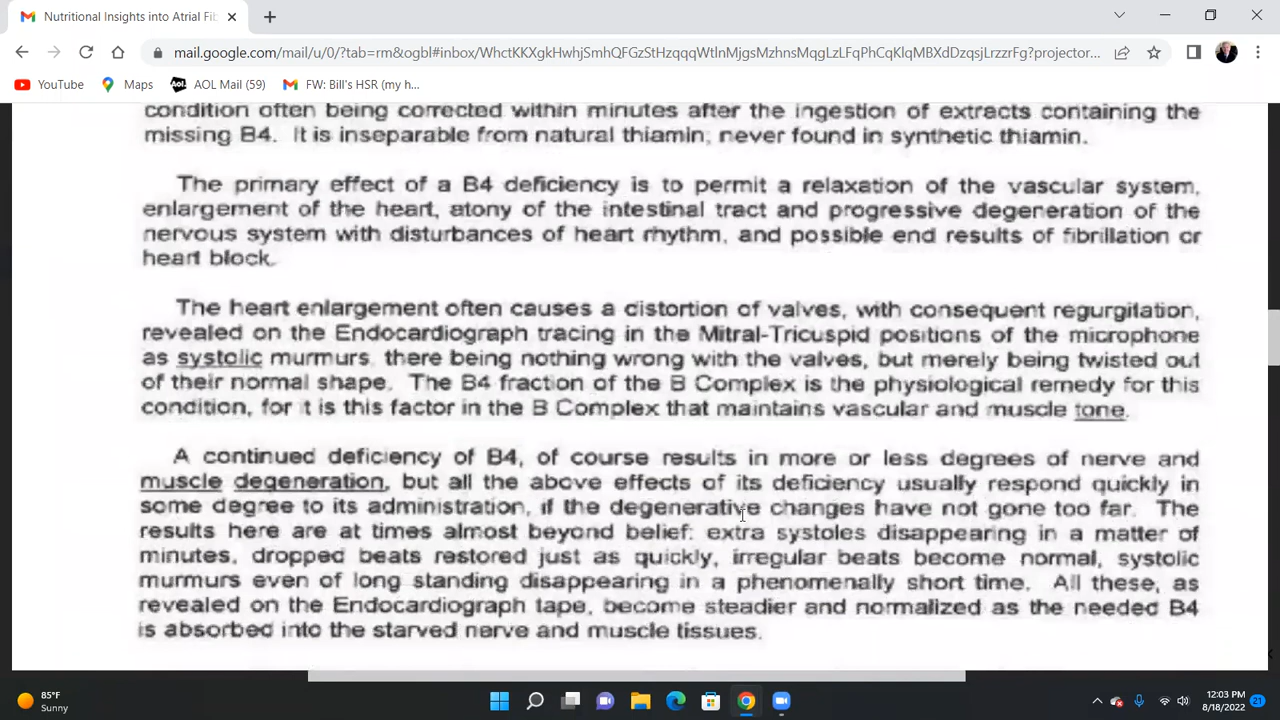 Nutritional Insights into Atrial Fib
mail.google.com/mail/u/0/?tab=rm&ogbl#inbox/WhctKKXgkHwhjSmhQFGzStHzqqqWtlnMjgsMzhnsMqgLzLFqPhCqKlqMBXdDzqsjLrzzrFg?projector...
YouTube Maps AOL Mail (59) FW: Bill's HSR (my h...
condition often being corrected within minutes after the ingestion of extracts containing the
missing B4. It is inseparable from natural thiamin, never found in synthetic thiamin.
The primary effect of a B4 deficiency is to permit a relaxation of the vascular system,
enlargement of the heart, atony of the intestinal tract and progressive degeneration of the
nervous system with disturbances of heart rhythm, and possible end results of fibrillation or
heart block.
The heart enlargement often causes a distortion of valves, with consequent regurgitation,
revealed on the Endocardiograph tracing in the Mitral-Tricuspid positions of the microphone
as systolic murmurs, there being nothing wrong with the valves, but merely being twisted out
of their normal shape. The B4 fraction of the B Complex is the physiological remedy for this
condition, for it is this factor in the B Complex that maintains vascular and muscle tone.
A continued deficiency of B4, of course results in more or less degrees of nerve and
muscle degeneration, but all the above effects of its deficiency usually respond quickly in
some degree to its administration, if the degenerative changes have not gone too far. The
results here are at times almost beyond belief: extra systoles disappearing in a matter of
minutes, dropped beats restored just as quickly, irregular beats become normal, systolic
murmurs even of long standing disappearing in a phenomenally short time. All these, as
revealed on the Endocardiograph tape, become steadier and normalized as the needed B4
is absorbed into the starved nerve and muscle tissues.
85°F
Sunny
12:03 PM
8/18/2022
21